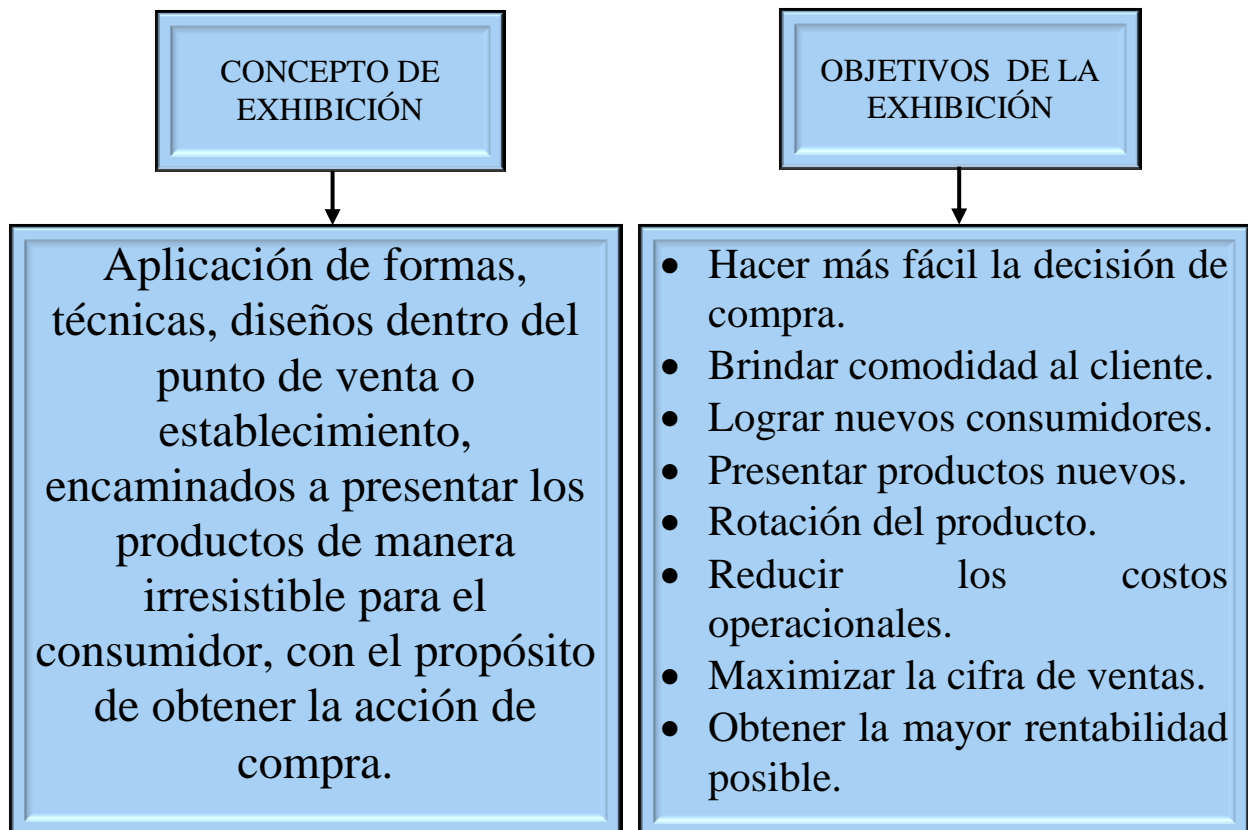 CONCEPTO DE
EXHIBICIÓN
Aplicación de formas,
técnicas, diseños dentro del
punto de venta o
establecimiento,
encaminados a presentar los
productos de manera
irresistible para el
consumidor, con el propósito
de obtener la acción de
compra.
OBJETIVOS DE LA
EXHIBICIÓN
• Hacer más fácil la decisión de
compra.
• Brindar comodidad al cliente.
• Lograr nuevos consumidores.
• Presentar productos nuevos.
• Rotación del producto.
• Reducir los costos
operacionales.
• Maximizar la cifra de ventas.
• Obtener la mayor rentabilidad
posible.